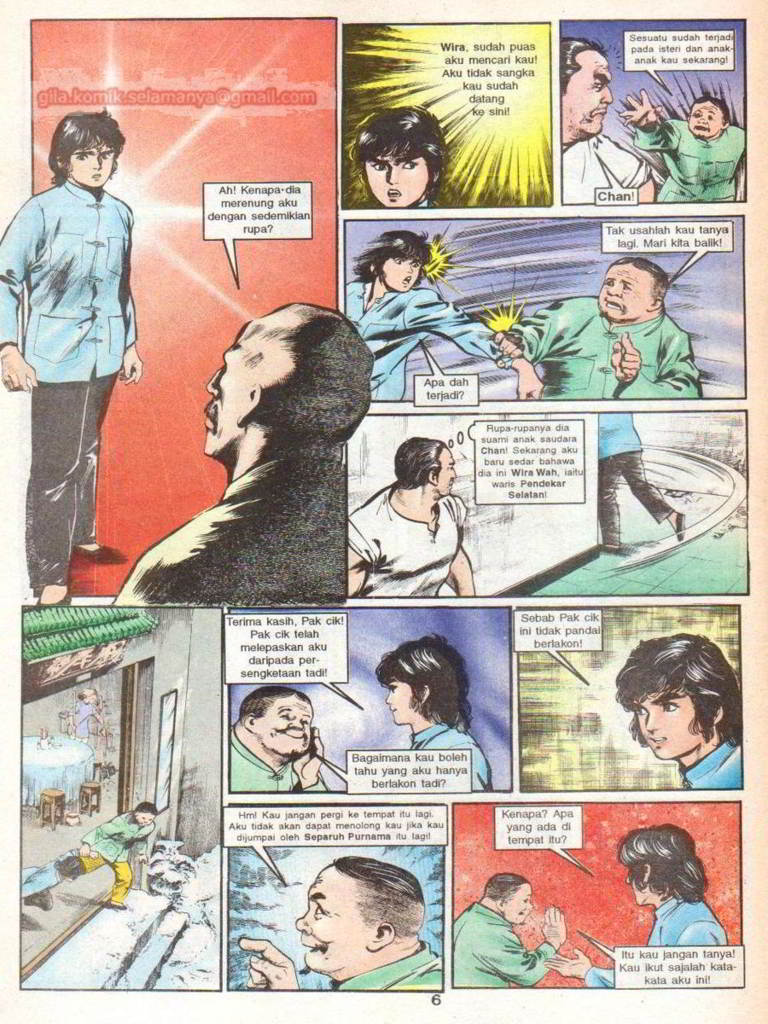 gila.komik.selamanya@gmail.com
Ah! Kenapa dia
merenung aku
dengan sedemikian
rupa?
Wira, sudah puas
aku mencari kau!
Aku tidak sangka
kau sudah
datang
ke sini!
Sesuatu sudah terjadi
pada isteri dan anak-
anak kau sekarang!
Chan!
Tak usahlah kau tanya
lagi. Mari kita balik!
Apa dah
terjadi?
Rupa-rupanya dia
suami anak saudara
Chan! Sekarang aku
baru sedar bahawa
dia ini Wira Wah, iaitu
waris Pendekar
Selatan!
Terima kasih, Pak cik!
Pak cik telah
melepaskan aku
daripada per-
sengketaan tadi!
Bagaimana kau boleh
tahu yang aku hanya
berlakon tadi?
Sebab Pak cik
ini tidak pandai
berlakon!
Hm! Kau jangan pergi ke tempat itu lagi.
Aku tidak akan dapat menolong kau jika kau
dijumpai oleh Separuh Purnama itu lagi!
Kenapa? Apa
yang ada di
tempat itu?
Itu kau jangan tanya!
Kau ikut sajalah kata-
kata aku ini!
6